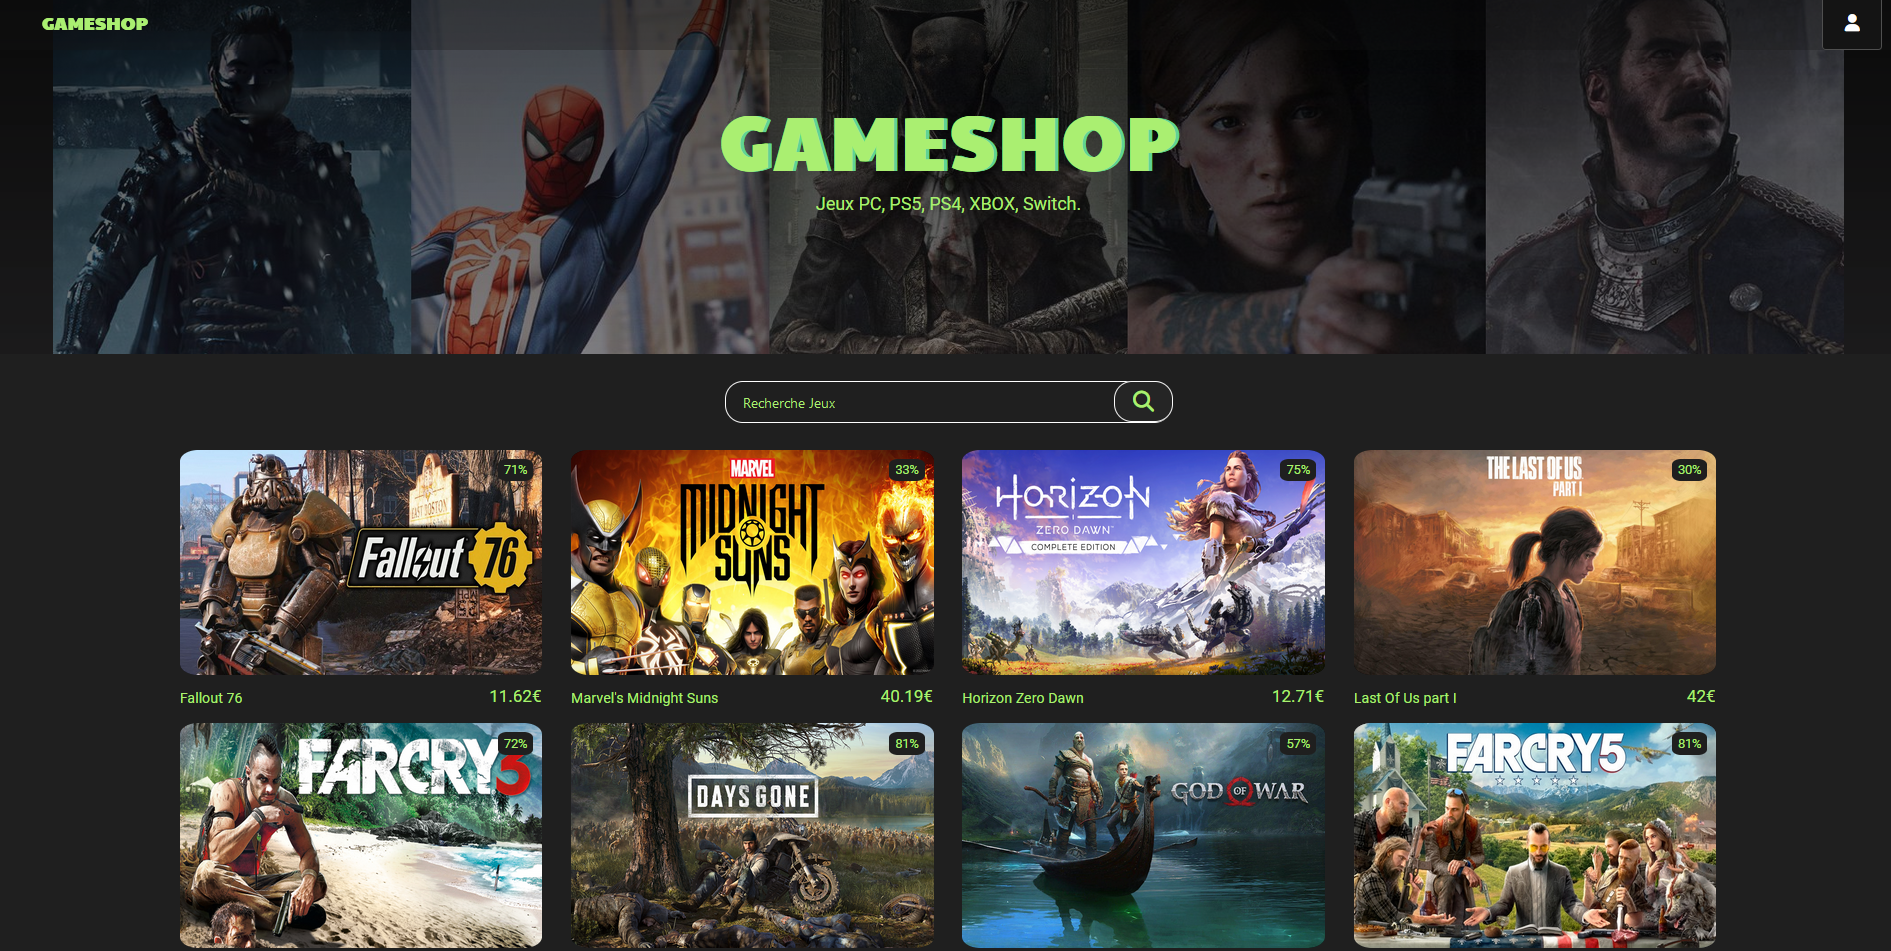 GAMESHOP
GAMESHOP
Jeux PC, PS5, PS4, XBOX, Switch.
Recherche Jeux
71%
EAST BOSTON
Fallout 76
33%
MARVEL
MIDNIGHT
SUNS
75%
HORIZON
ZERO DAWN™
COMPLETE EDITION
30%
THE LAST OF US
PART I
Fallout 76
11.62€
Marvel's Midnight Suns
40.19€
Horizon Zero Dawn
12.71€
Last Of Us part I
42€
72%
FARCRY3
81%
DAYS GONE
57%
GOD OF WAR
81%
FARCRY5